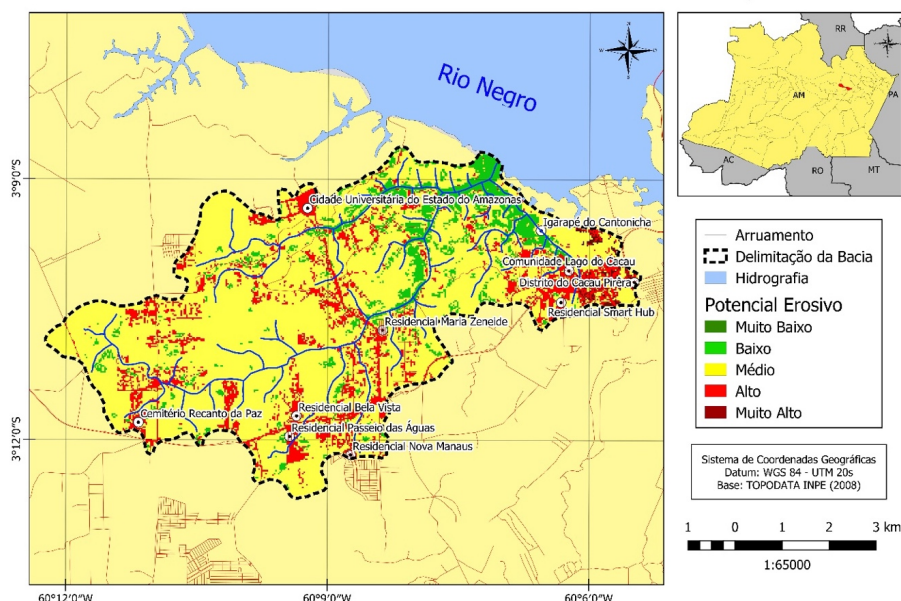 Rio Negro
3°9'0"S
3°12'0"S
60°12'0"W
60°9'0"W
60°6'0"W
Cidade Universitária do Estado do Amazonas
Igarapé do Cantonicha
Comunidade Lago do Cacau
Distrito do Cacau Pirêra
Residencial Smart Hub
Residencial Maria Zeneide
Cemitério Recanto da Paz
Residencial Bela Vista
Residencial Passeio das Águas
Residencial Nova Manaus
RR
AM
PA
AC
RO
MT
Arruamento
Delimitação da Bacia
Hidrografia
Potencial Erosivo
Muito Baixo
Baixo
Médio
Alto
Muito Alto
Sistema de Coordenadas Geográficas
Datum: WGS 84 - UTM 20s
Base: TOPODATA INPE (2008)
1 0 1 2 3 km
1:65000